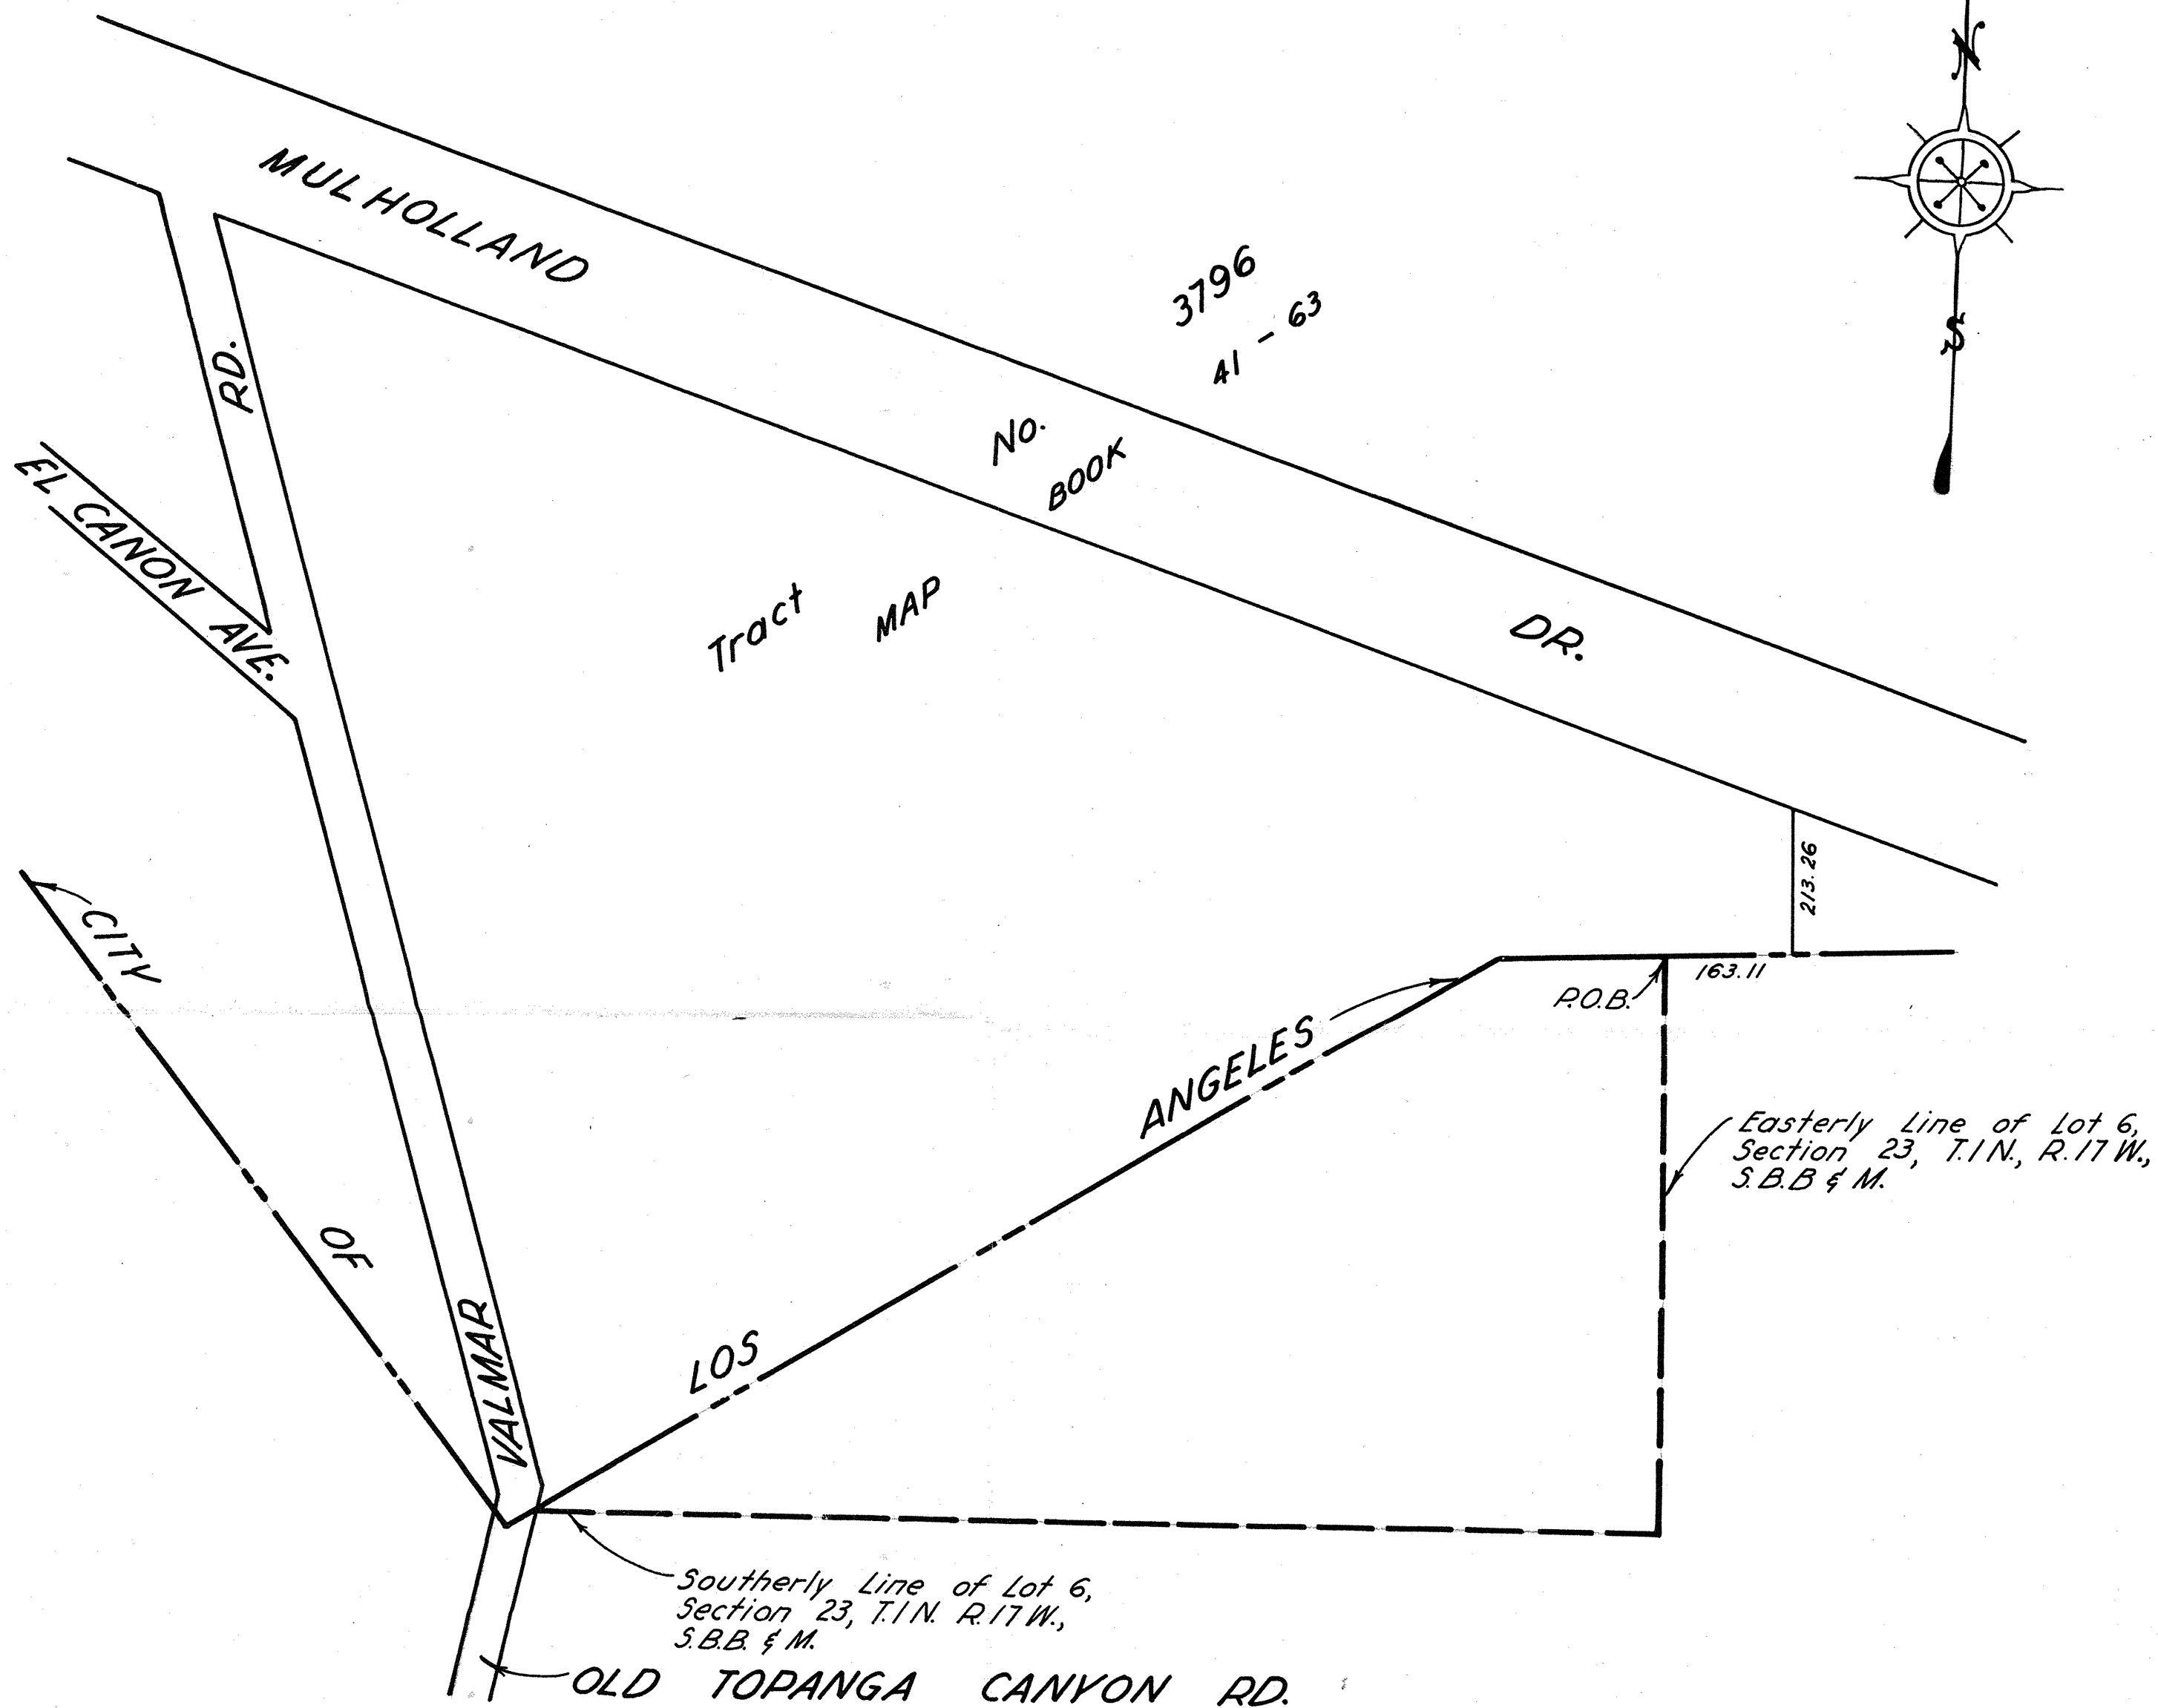 N
S
MULHOLLAND DR.
Tract No. 3796
MAP BOOK 41 - 63
VALMAR RD.
EL CANON AVE.
213.26
163.11
P.O.B.
CITY OF LOS ANGELES
Easterly Line of Lot 6,
Section 23, T.1N., R.17W.,
S.B.B & M.
Southerly Line of Lot 6,
Section 23, T.1N. R.17W.,
S.B.B. & M.
OLD TOPANGA CANYON RD.